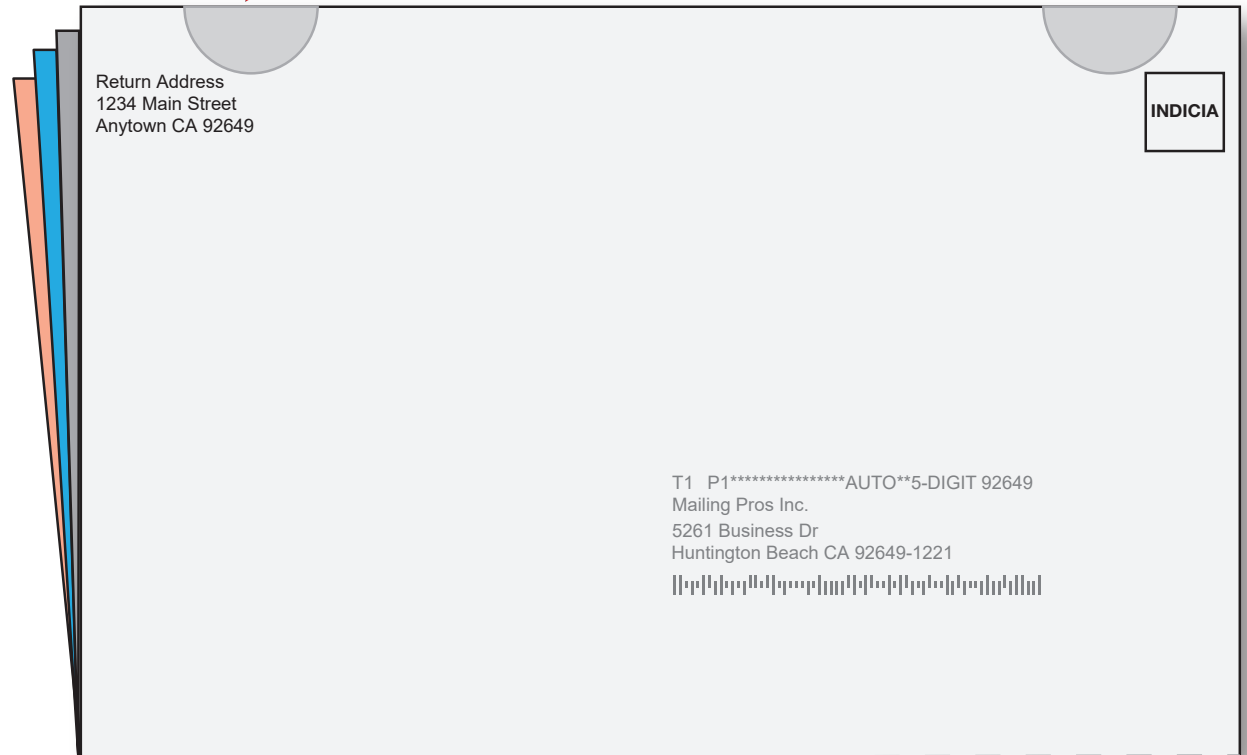 Return Address
1234 Main Street
Anytown CA 92649
INDICIA
T1 P1****************AUTO**5-DIGIT 92649
Mailing Pros Inc.
5261 Business Dr
Huntington Beach CA 92649-1221